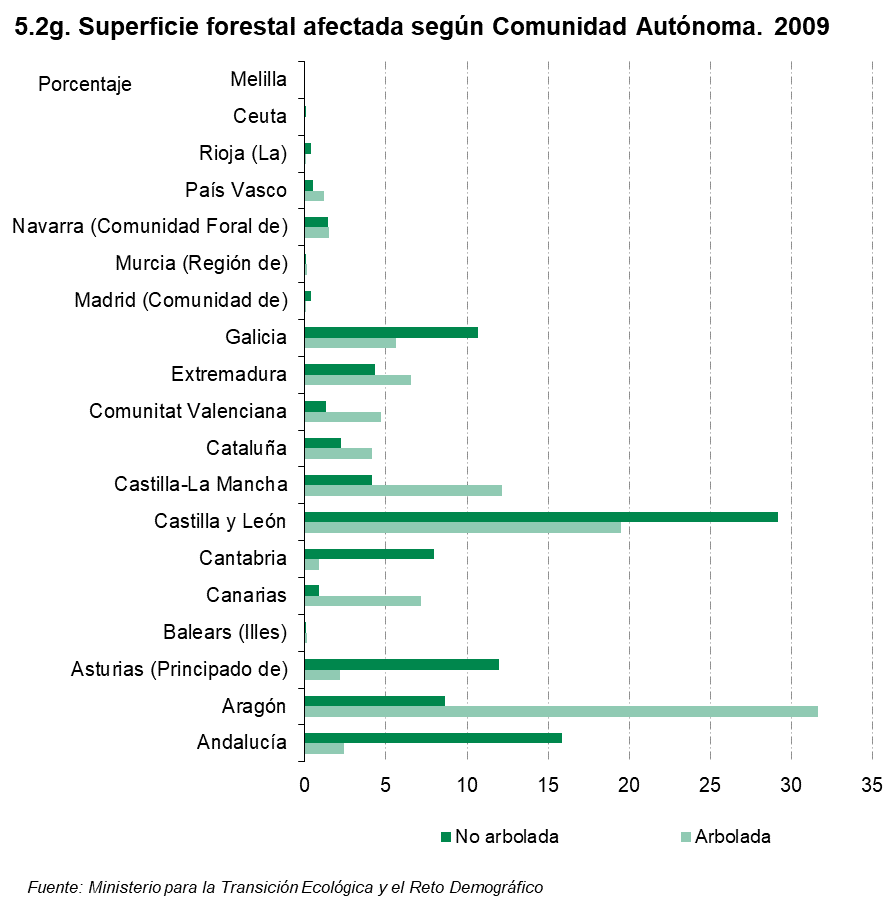 5.2g. Superficie forestal afectada según Comunidad Autónoma. 2009
Porcentaje
Melilla
Ceuta
Rioja (La)
País Vasco
Navarra (Comunidad Foral de)
Murcia (Región de)
Madrid (Comunidad de)
Galicia
Extremadura
Comunitat Valenciana
Cataluña
Castilla-La Mancha
Castilla y León
Cantabria
Canarias
Balears (Illes)
Asturias (Principado de)
Aragón
Andalucía
0 5 10 15 20 25 30 35
No arbolada Arbolada
Fuente: Ministerio para la Transición Ecológica y el Reto Demográfico